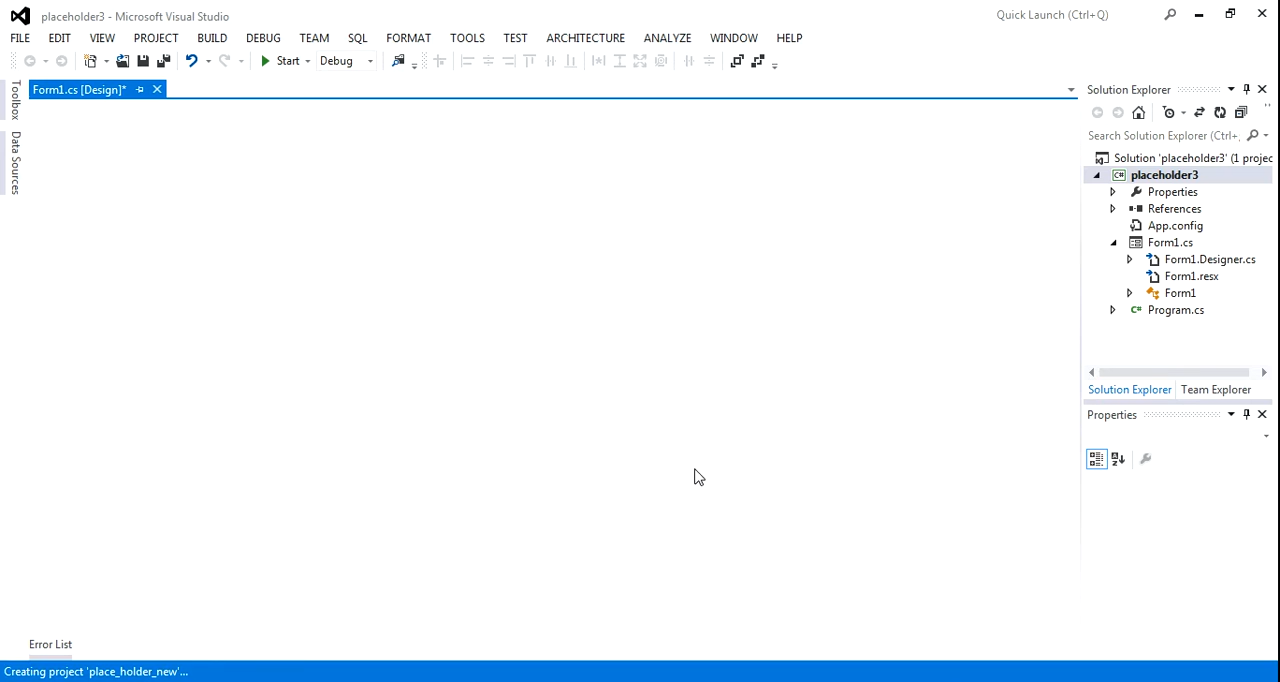 placeholder3 - Microsoft Visual Studio
Quick Launch (Ctrl+Q)
FILE EDIT VIEW PROJECT BUILD DEBUG TEAM SQL FORMAT TOOLS TEST ARCHITECTURE ANALYZE WINDOW HELP
Start Debug
Toolbox
Data Sources
Form1.cs [Design]*
Solution Explorer
Search Solution Explorer (Ctrl+,
Solution 'placeholder3' (1 projec
placeholder3
Properties
References
App.config
Form1.cs
Form1.Designer.cs
Form1.resx
Form1
Program.cs
Solution Explorer Team Explorer
Properties
Error List
Creating project 'place_holder_new'...